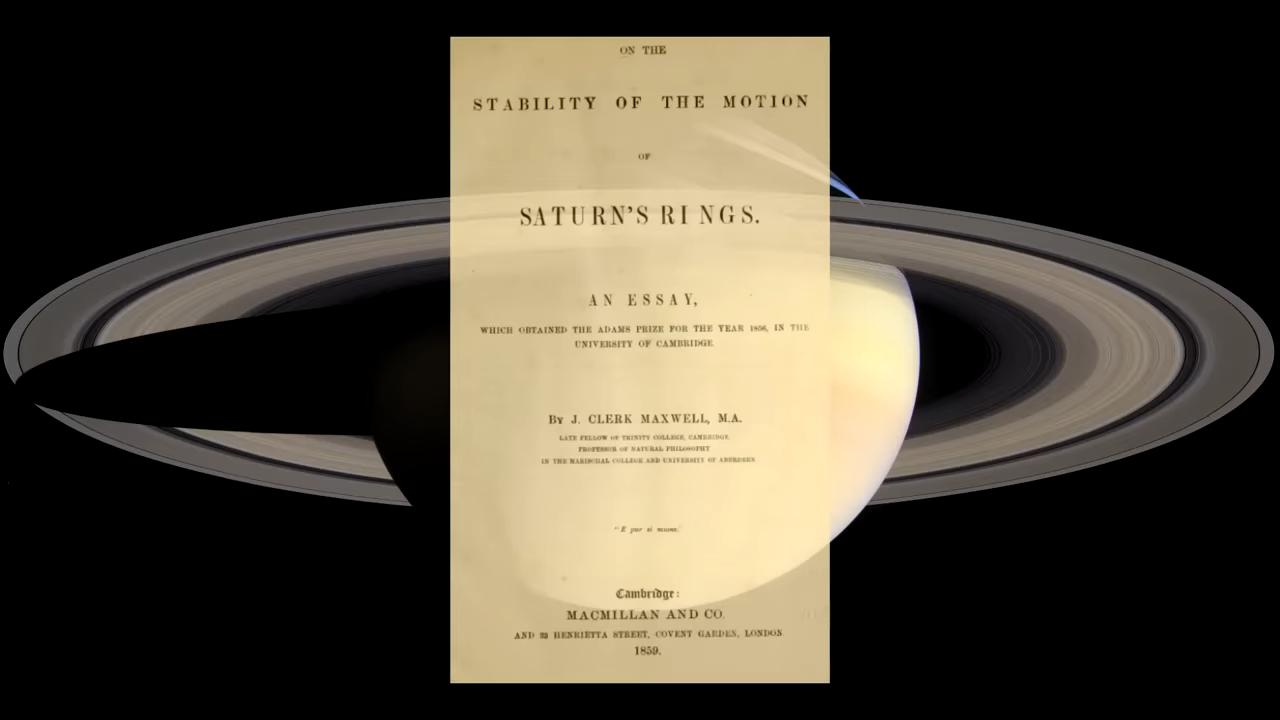 ON THE
STABILITY OF THE MOTION
OF
SATURN'S RINGS.
AN ESSAY,
WHICH OBTAINED THE ADAMS PRIZE FOR THE YEAR 1856, IN THE
UNIVERSITY OF CAMBRIDGE.
By J. CLERK MAXWELL, M.A.
LATE FELLOW OF TRINITY COLLEGE, CAMBRIDGE,
PROFESSOR OF NATURAL PHILOSOPHY
IN THE MARISCHAL COLLEGE AND UNIVERSITY OF ABERDEEN
"E pur si muove."
Cambridge:
MACMILLAN AND CO.
AND 23 HENRIETTA STREET, COVENT GARDEN, LONDON
1859.